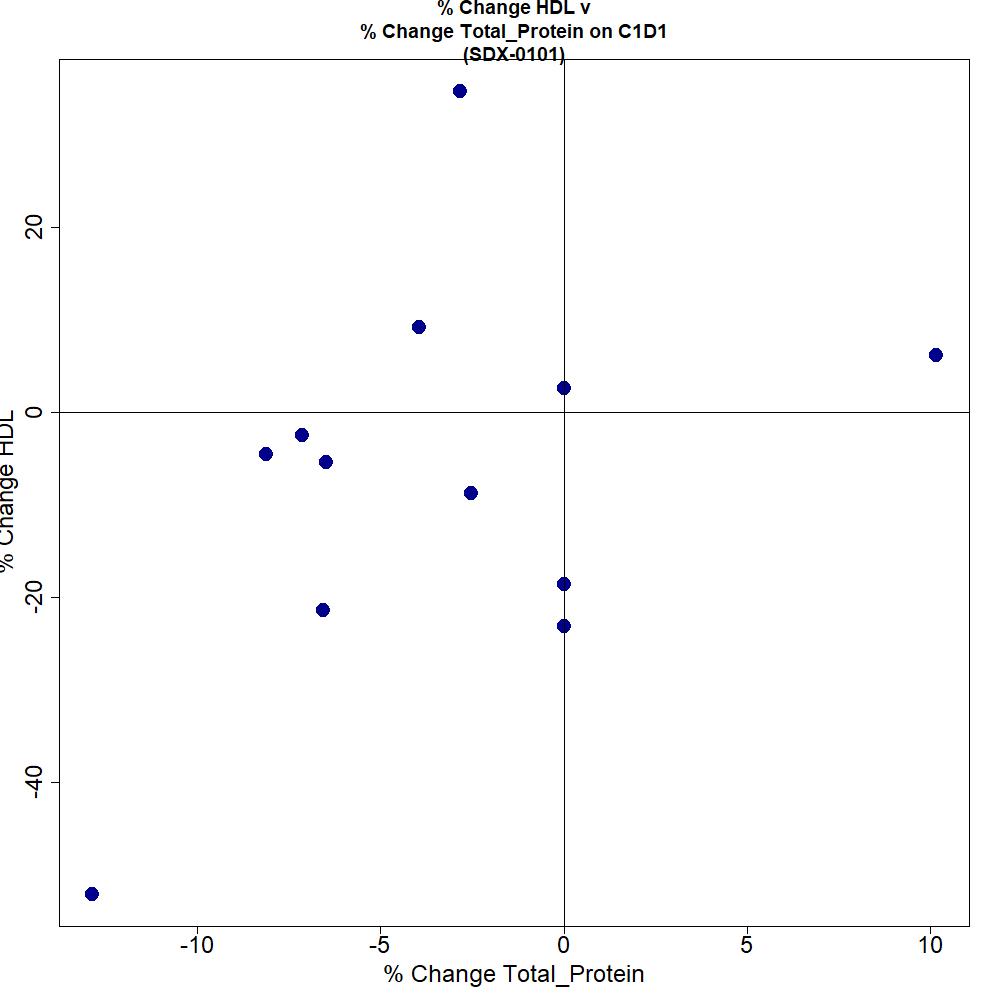 % Change HDL v
% Change Total_Protein on C1D1
(SDX-0101)
% Change HDL
20
0
-20
-40
-10
-5
0
5
10
% Change Total_Protein